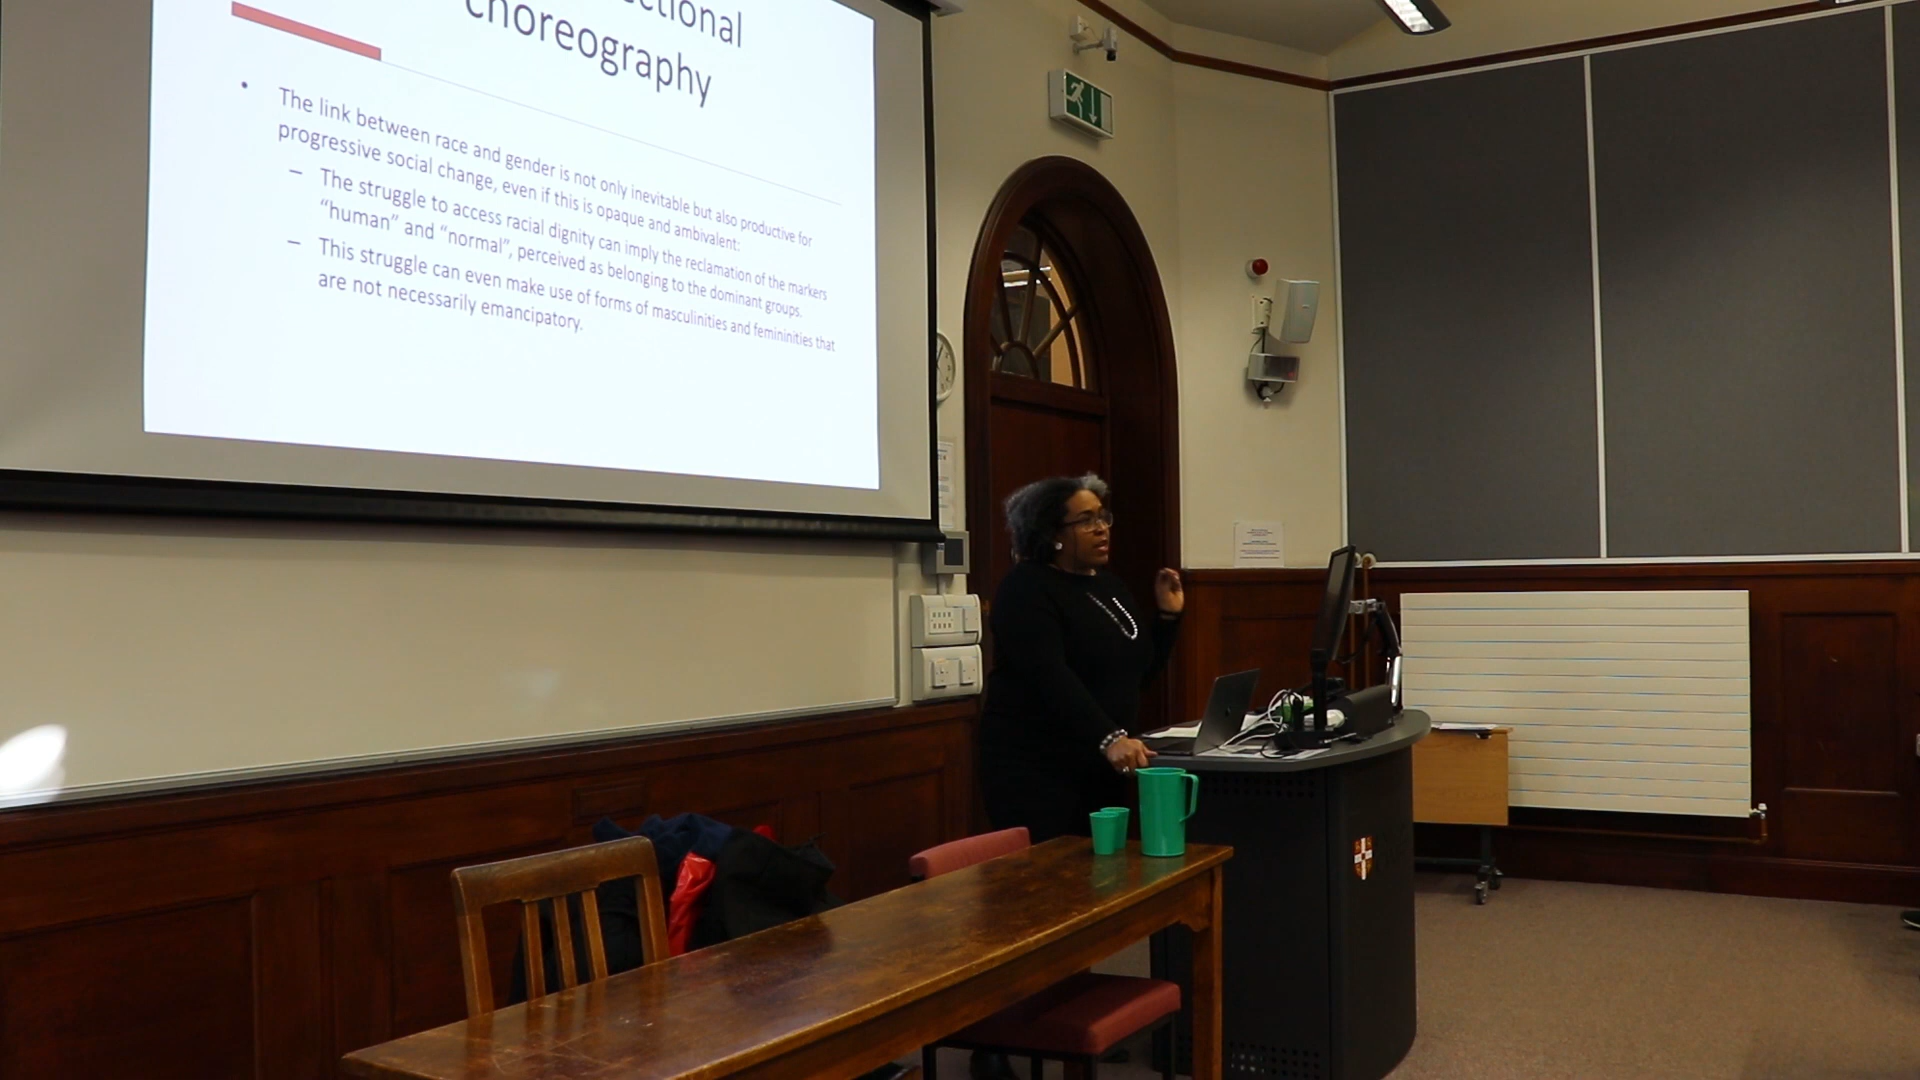 choreography
• The link between race and gender is not only inevitable but also productive for
progressive social change, even if this is opaque and ambivalent:
– The struggle to access racial dignity can imply the reclamation of the markers
“human” and “normal”, perceived as belonging to the dominant groups.
– This struggle can even make use of forms of masculinities and femininities that
are not necessarily emancipatory.